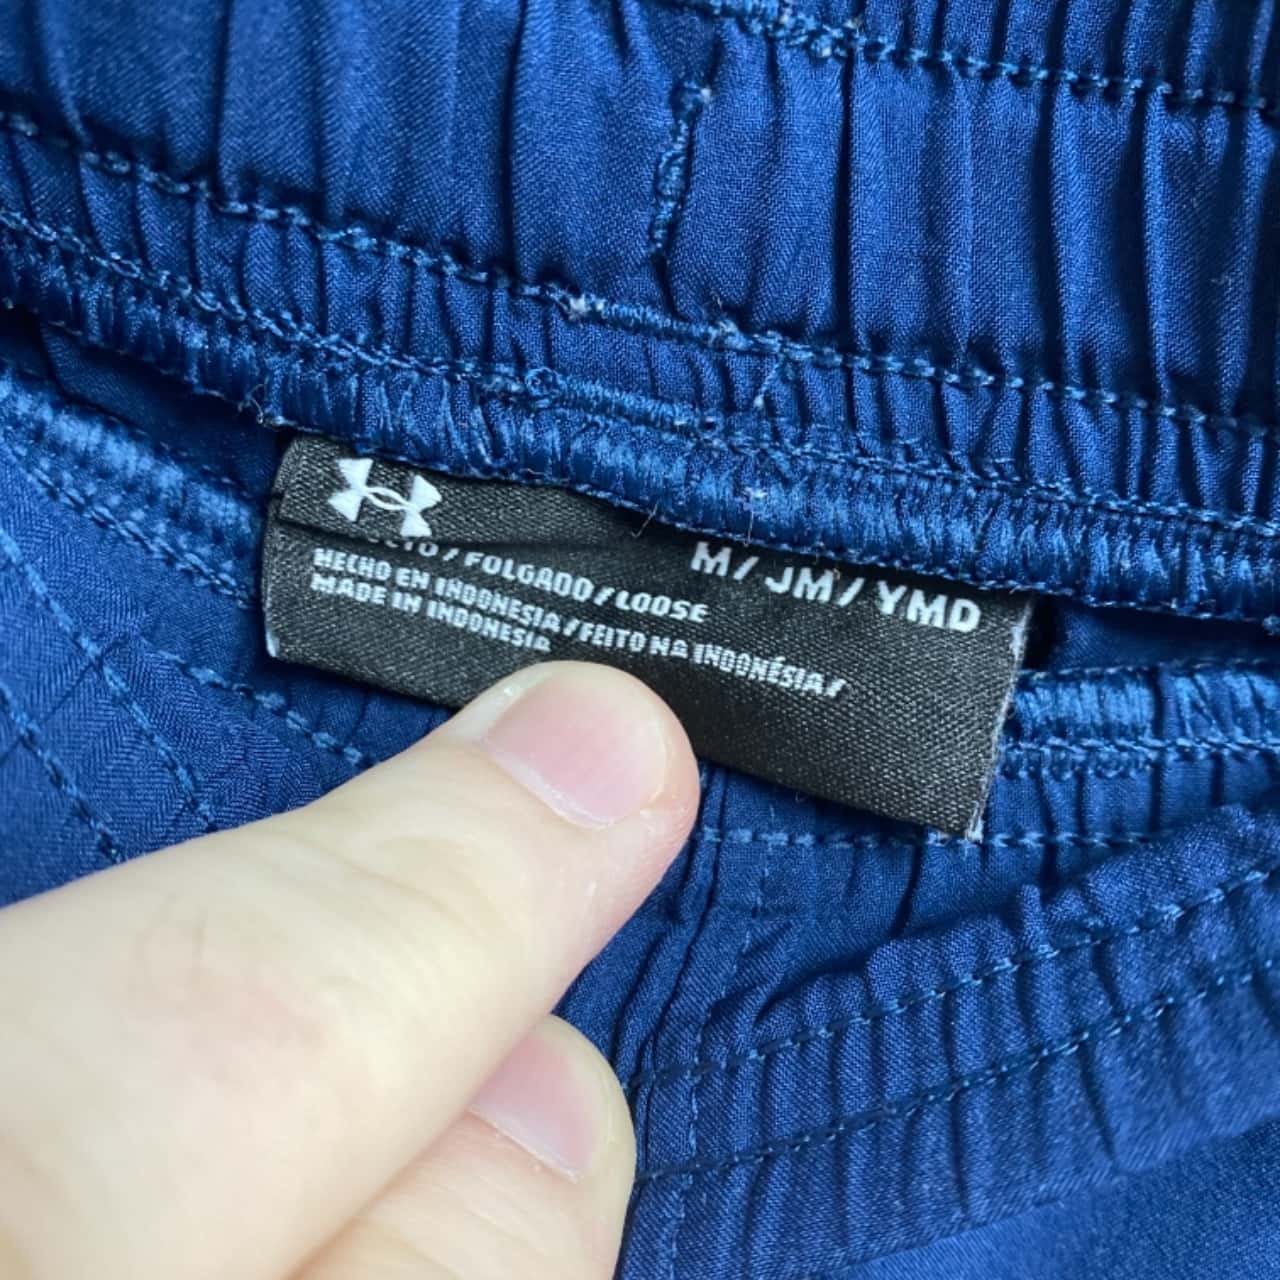 M/ JM/ YMD
/ FOLGADO / LOOSE
HECHO EN INDONESIA / FEITO NA INDONÉSIA /
MADE IN INDONESIA